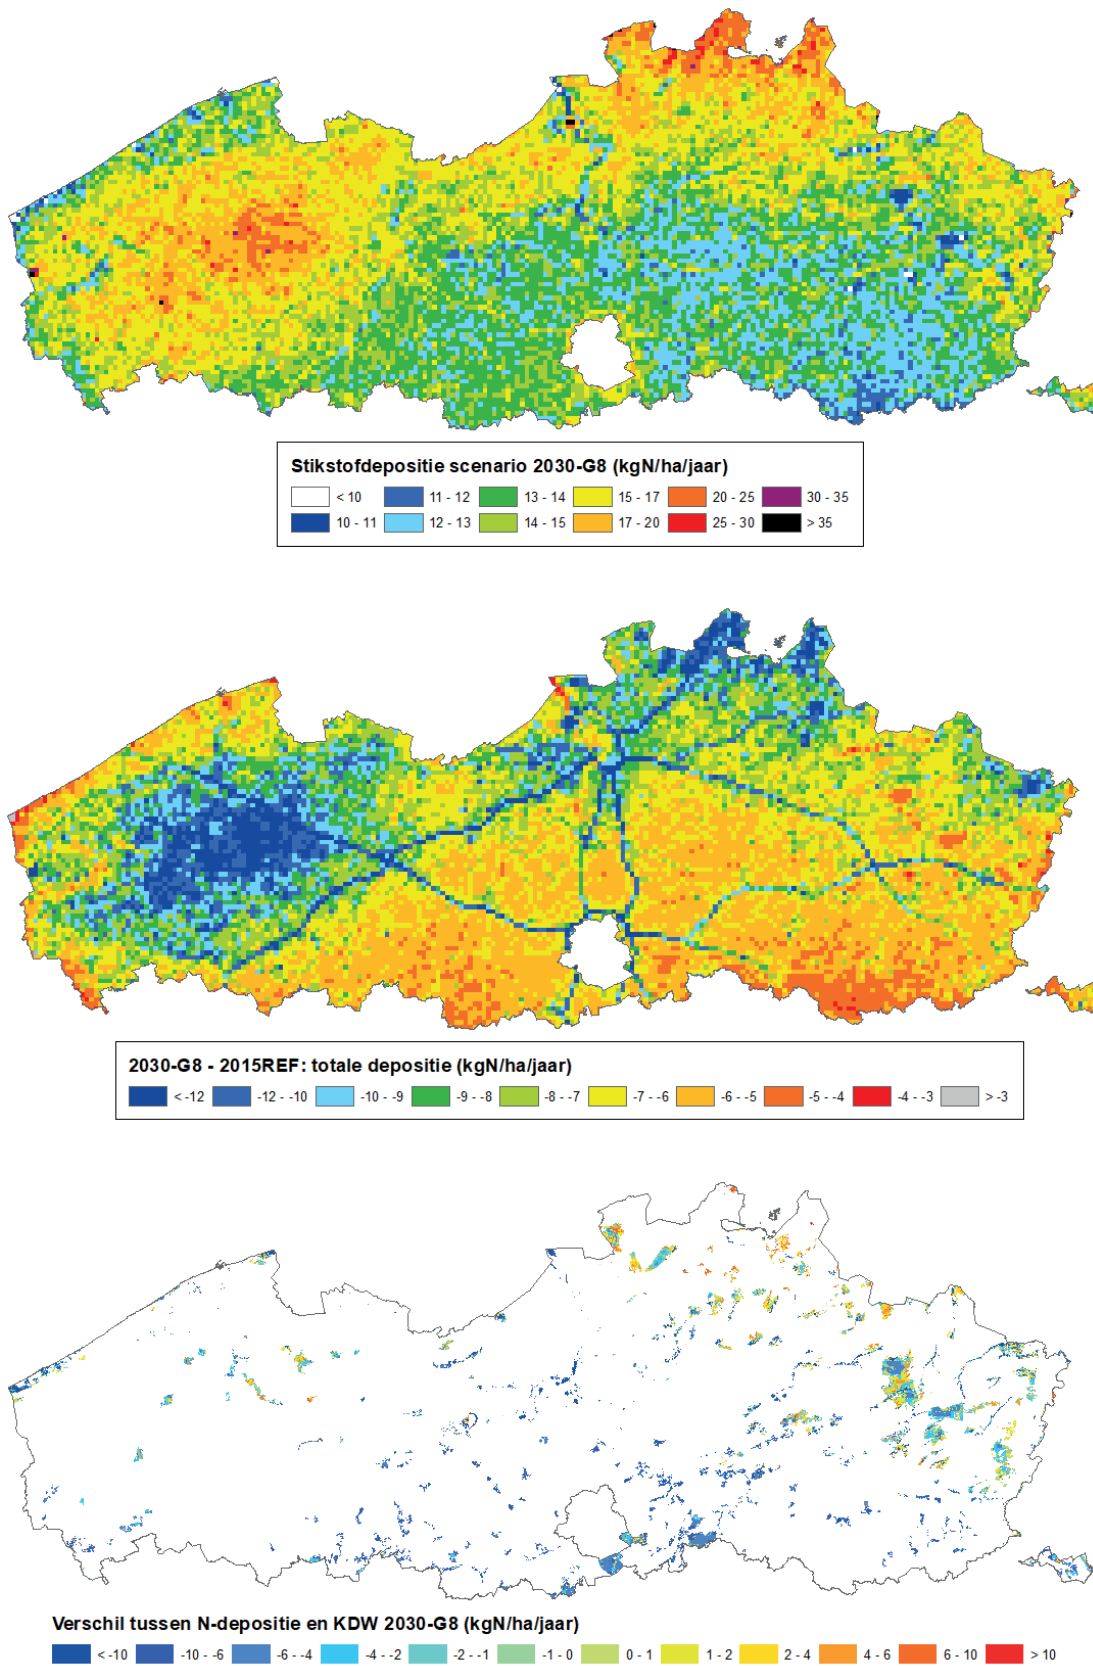 Stikstofdepositie scenario 2030-G8 (kgN/ha/jaar)
< 10 11 - 12 13 - 14 15 - 17 20 - 25 30 - 35
10 - 11 12 - 13 14 - 15 17 - 20 25 - 30 > 35
2030-G8 - 2015REF: totale depositie (kgN/ha/jaar)
< -12 -12 - -10 -10 - -9 -9 - -8 -8 - -7 -7 - -6 -6 - -5 -5 - -4 -4 - -3 > -3
Verschil tussen N-depositie en KDW 2030-G8 (kgN/ha/jaar)
< -10 -10 - -6 -6 - -4 -4 - -2 -2 - -1 -1 - 0 0 - 1 1 - 2 2 - 4 4 - 6 6 - 10 > 10